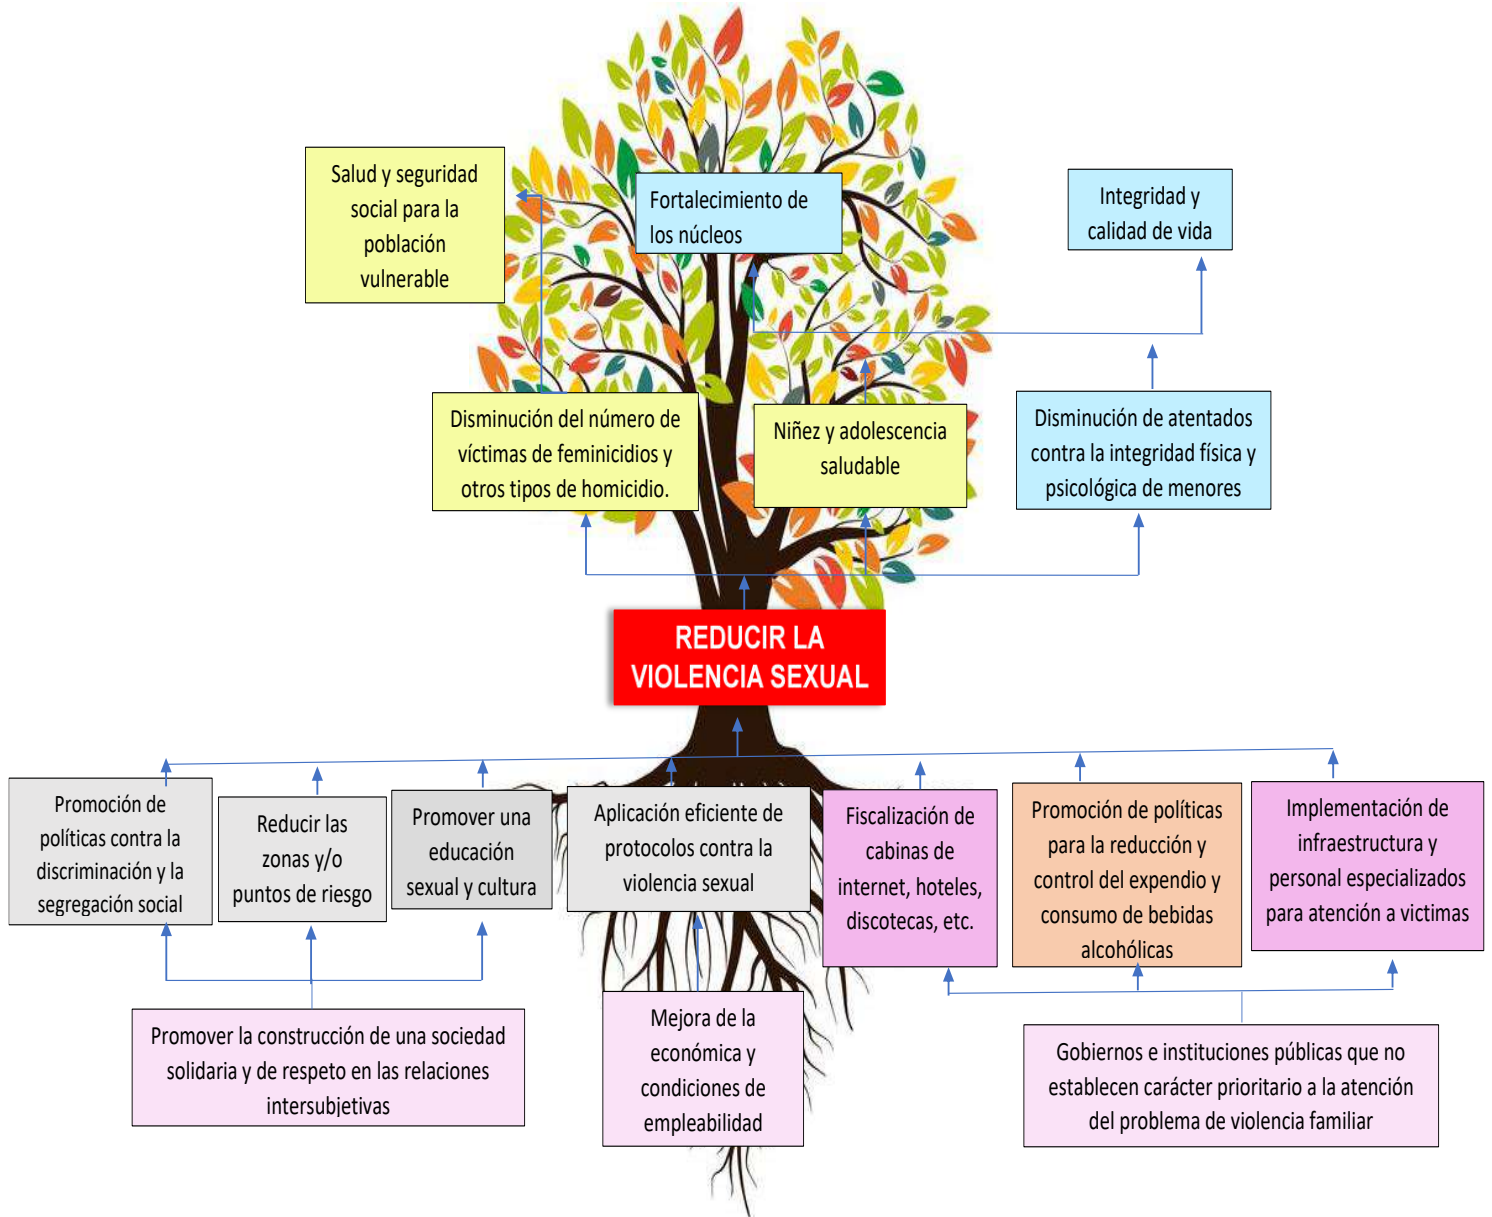 Salud y seguridad
social para la
población
vulnerable
Fortalecimiento de
los núcleos
Integridad y
calidad de vida
Disminución del número de
víctimas de feminicidios y
otros tipos de homicidio.
Niñez y adolescencia
saludable
Disminución de atentados
contra la integridad física y
psicológica de menores
REDUCIR LA
VIOLENCIA SEXUAL
Promoción de
políticas contra la
discriminación y la
segregación social
Reducir las
zonas y/o
puntos de riesgo
Promover una
educación
sexual y cultura
Aplicación eficiente de
protocolos contra la
violencia sexual
Fiscalización de
cabinas de
internet, hoteles,
discotecas, etc.
Promoción de políticas
para la reducción y
control del expendio y
consumo de bebidas
alcohólicas
Implementación de
infraestructura y
personal especializados
para atención a victimas
Promover la construcción de una sociedad
solidaria y de respeto en las relaciones
intersubjetivas
Mejora de la
económica y
condiciones de
empleabilidad
Gobiernos e instituciones públicas que no
establecen carácter prioritario a la atención
del problema de violencia familiar